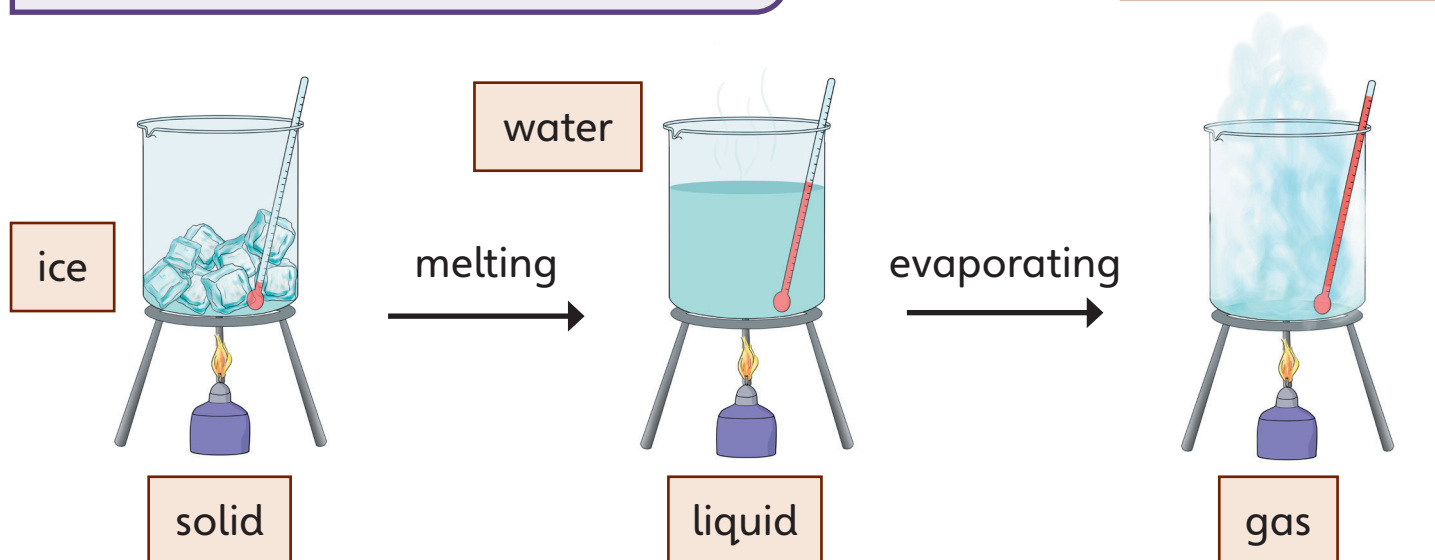 water
ice
melting
evaporating
solid
liquid
gas